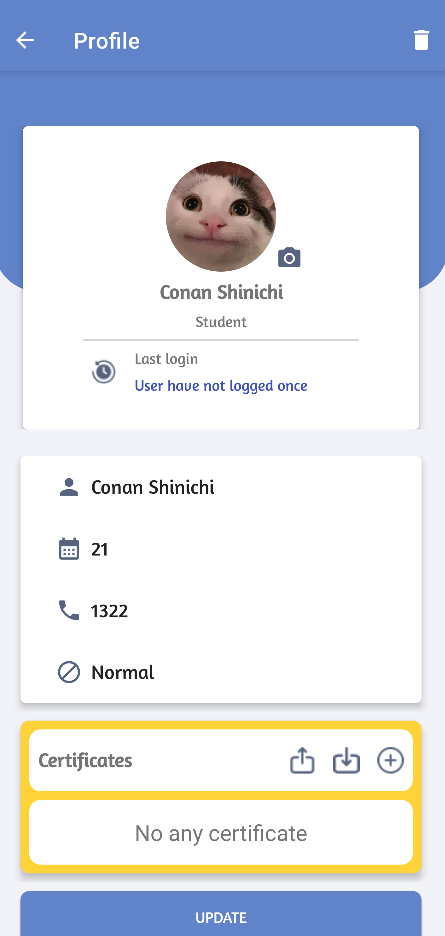 Profile
Conan Shinichi
Student
Last login
User have not logged once
Conan Shinichi
21
1322
Normal
Certificates
No any certificate
UPDATE